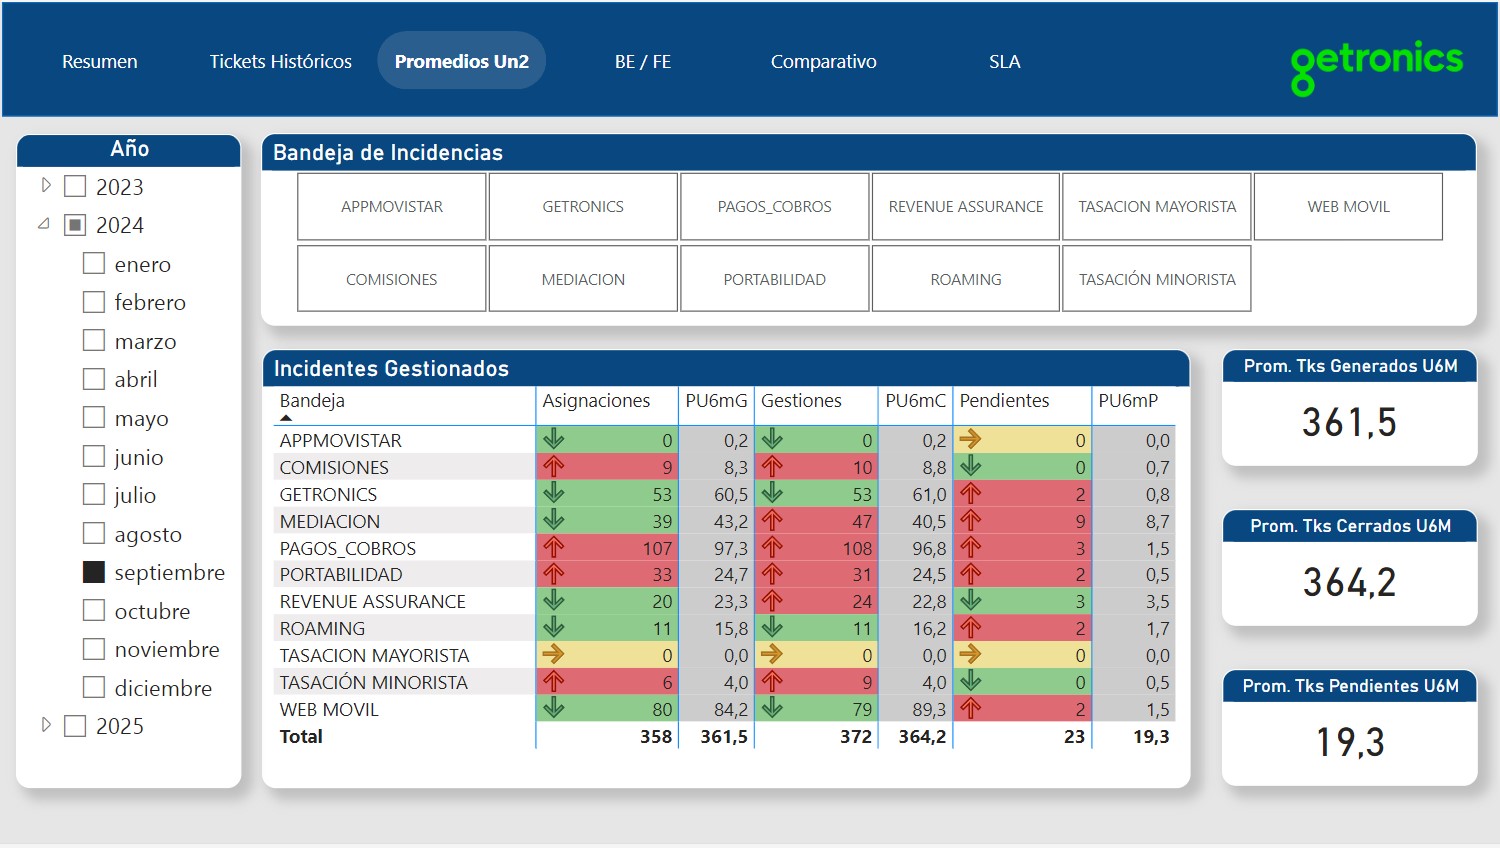 Resumen Tickets Históricos Promedios Un2 BE / FE Comparativo SLA
getronics
Año
2023
2024
enero
febrero
marzo
abril
mayo
junio
julio
agosto
septiembre
octubre
noviembre
diciembre
2025
Bandeja de Incidencias
APPMOVISTAR GETRONICS PAGOS_COBROS REVENUE ASSURANCE TASACION MAYORISTA WEB MOVIL
COMISIONES MEDIACION PORTABILIDAD ROAMING TASACIÓN MINORISTA
Incidentes Gestionados
Bandeja Asignaciones PU6mG Gestiones PU6mC Pendientes PU6mP
APPMOVISTAR 0 0,2 0 0,2 0 0,0
COMISIONES 9 8,3 10 8,8 0 0,7
GETRONICS 53 60,5 53 61,0 2 0,8
MEDIACION 39 43,2 47 40,5 9 8,7
PAGOS_COBROS 107 97,3 108 96,8 3 1,5
PORTABILIDAD 33 24,7 31 24,5 2 0,5
REVENUE ASSURANCE 20 23,3 24 22,8 3 3,5
ROAMING 11 15,8 11 16,2 2 1,7
TASACION MAYORISTA 0 0,0 0 0,0 0 0,0
TASACIÓN MINORISTA 6 4,0 9 4,0 0 0,5
WEB MOVIL 80 84,2 79 89,3 2 1,5
Total 358 361,5 372 364,2 23 19,3
Prom. Tks Generados U6M
361,5
Prom. Tks Cerrados U6M
364,2
Prom. Tks Pendientes U6M
19,3